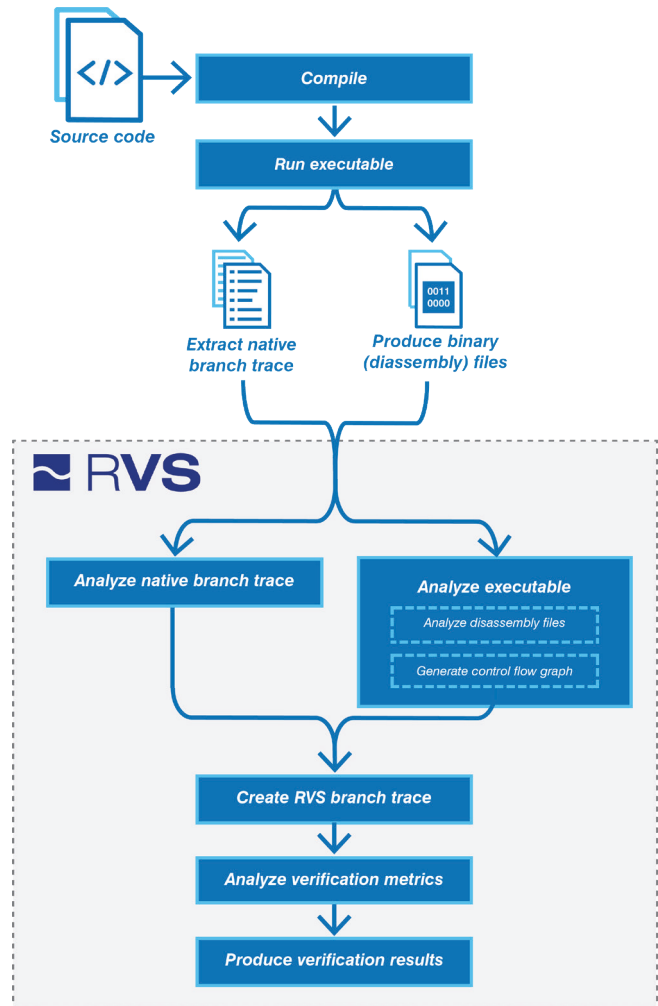 </>
Source code
Compile
Run executable
0011
0000
Extract native
branch trace
Produce binary
(diassembly) files
RVS
Analyze native branch trace
Analyze executable
Analyze disassembly files
Generate control flow graph
Create RVS branch trace
Analyze verification metrics
Produce verification results